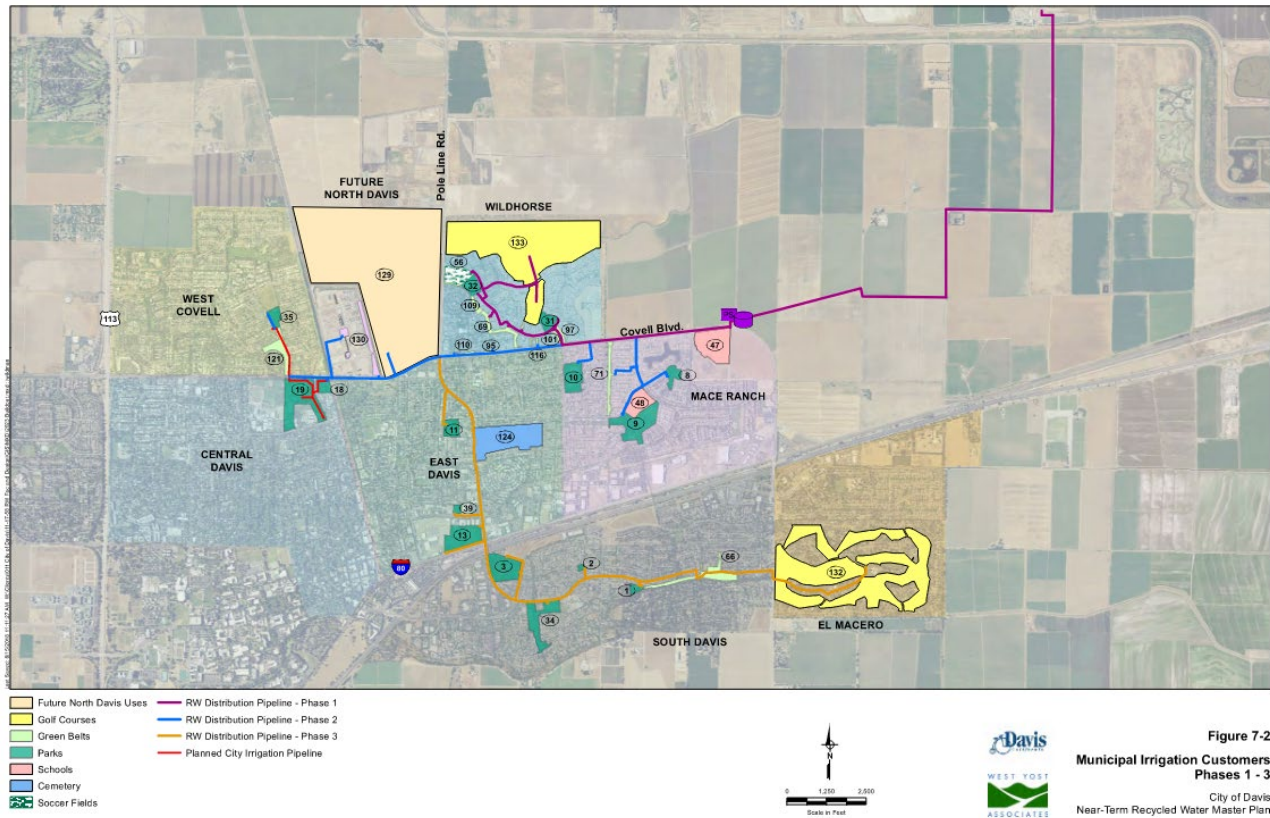 FUTURE
NORTH DAVIS
Pole Line Rd.
WILDHORSE
133
56
129
32
109
WEST
COVELL
113
35
69
31
97
130
Covell Blvd.
101
110
95
116
121
47
19
18
10
71
8
48
MACE RANCH
9
11
124
CENTRAL
DAVIS
EAST
DAVIS
39
13
80
3
2
66
132
1
34
SOUTH DAVIS
EL MACERO
Future North Davis Uses
Golf Courses
Green Belts
Parks
Schools
Cemetery
Soccer Fields
RW Distribution Pipeline - Phase 1
RW Distribution Pipeline - Phase 2
RW Distribution Pipeline - Phase 3
Planned City Irrigation Pipeline
0 1,250 2,500
Scale in Feet
Davis
WEST YOST
ASSOCIATES
Figure 7-2
Municipal Irrigation Customers
Phases 1 - 3
City of Davis
Near-Term Recycled Water Master Plan